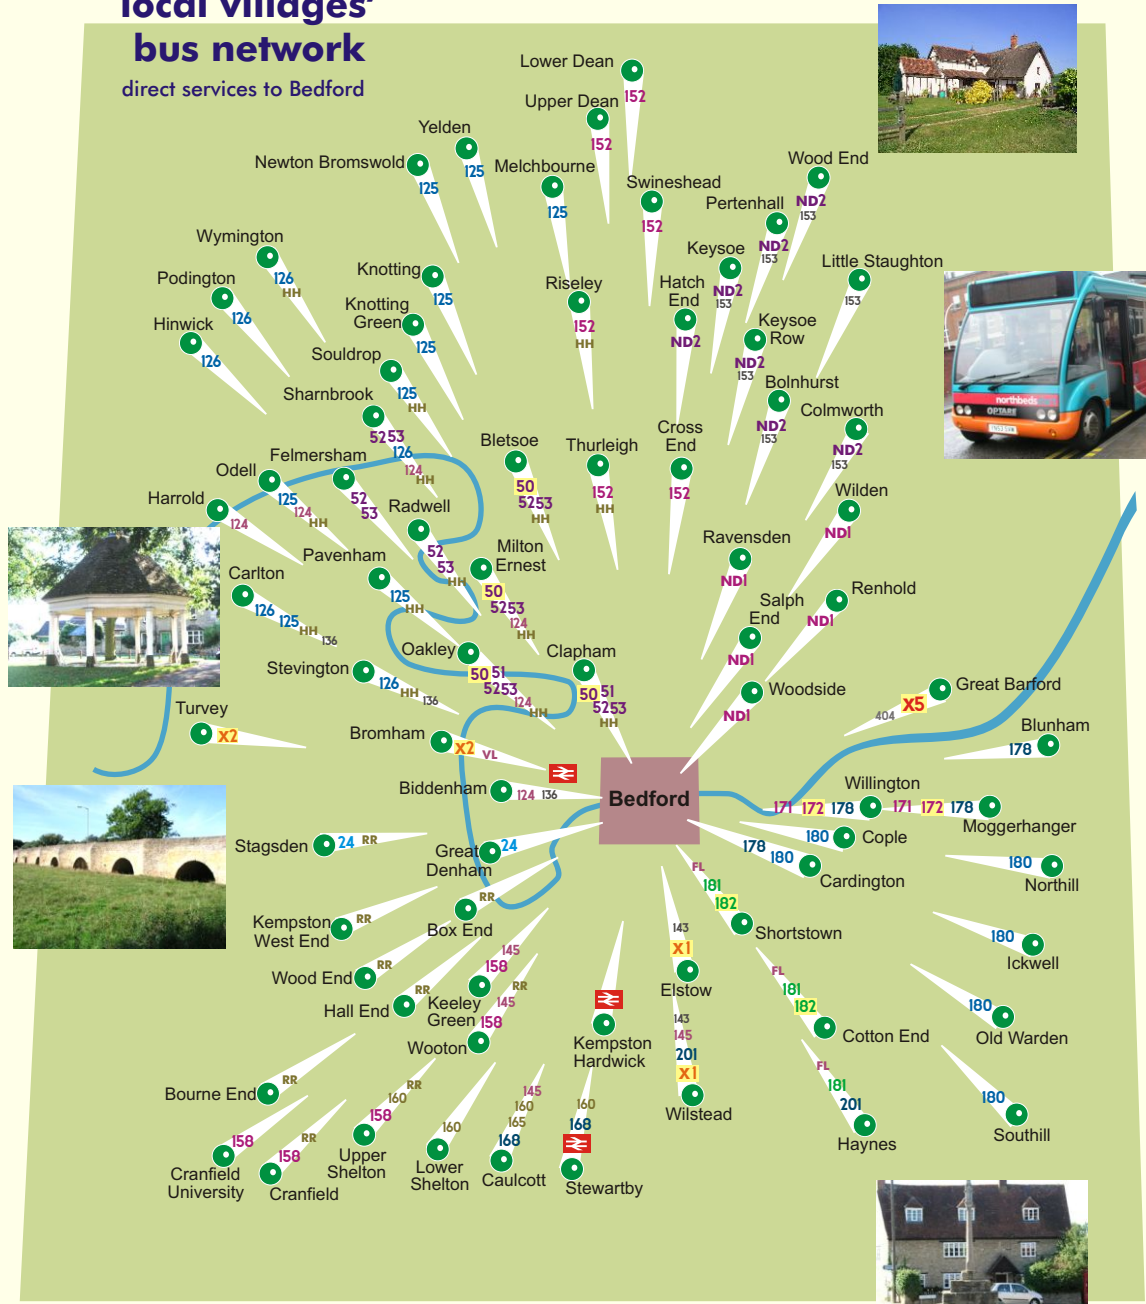 local villages'
bus network
direct services to Bedford
Lower Dean
152
Upper Dean
152
Yelden
125
Newton Bromswold
125
Melchbourne
125
Swineshead
152
Wood End
ND2
153
Pertenhall
ND2
153
Wymington
126
HH
Knotting
125
Keysoe
ND2
153
Little Staughton
153
Podington
126
Riseley
152
HH
Hatch
End
ND2
Knotting
Green
125
Hinwick
126
Keysoe
Row
ND2
153
northbeds
OPTARE
Souldrop
125
HH
Bolnhurst
ND2
153
Sharnbrook
52 53
126
124
HH
Colmworth
ND2
153
Bletsoe
50
52 53
HH
Thurleigh
152
HH
Cross
End
152
Felmersham
52
53
Odell
125
124
HH
Harrold
124
Radwell
52
53
HH
Wilden
ND1
Ravensden
ND1
Pavenham
125
HH
Milton
Ernest
50
52 53
124
HH
Carlton
126
125
HH
136
Salph
End
ND1
Renhold
ND1
Oakley
50 51
52 53
124
HH
Clapham
50 51
52 53
HH
Stevington
126
HH
136
Woodside
ND1
Great Barford
X5
404
Turvey
X2
Bromham
X2
VL
Blunham
178
Biddenham
124
136
Bedford
Willington
171 172 178
171 172 178
Moggerhanger
Stagsden
24
RR
Great
Denham
24
180
Cople
178
180
Cardington
180
Northill
Kempston
West End
RR
Box End
RR
FL
181
182
Shortstown
143
X1
Elstow
180
Ickwell
Wood End
RR
Hall End
RR
145
158
Keeley
Green
RR
145
158
Wooton
Kempston
Hardwick
FL
181
182
Cotton End
180
Old Warden
143
145
201
X1
Wilstead
Bourne End
RR
FL
181
201
Haynes
180
Southill
158
Cranfield
University
RR
158
Cranfield
RR
160
158
Upper
Shelton
160
Lower
Shelton
145
160
165
168
Caulcott
160
168
Stewartby